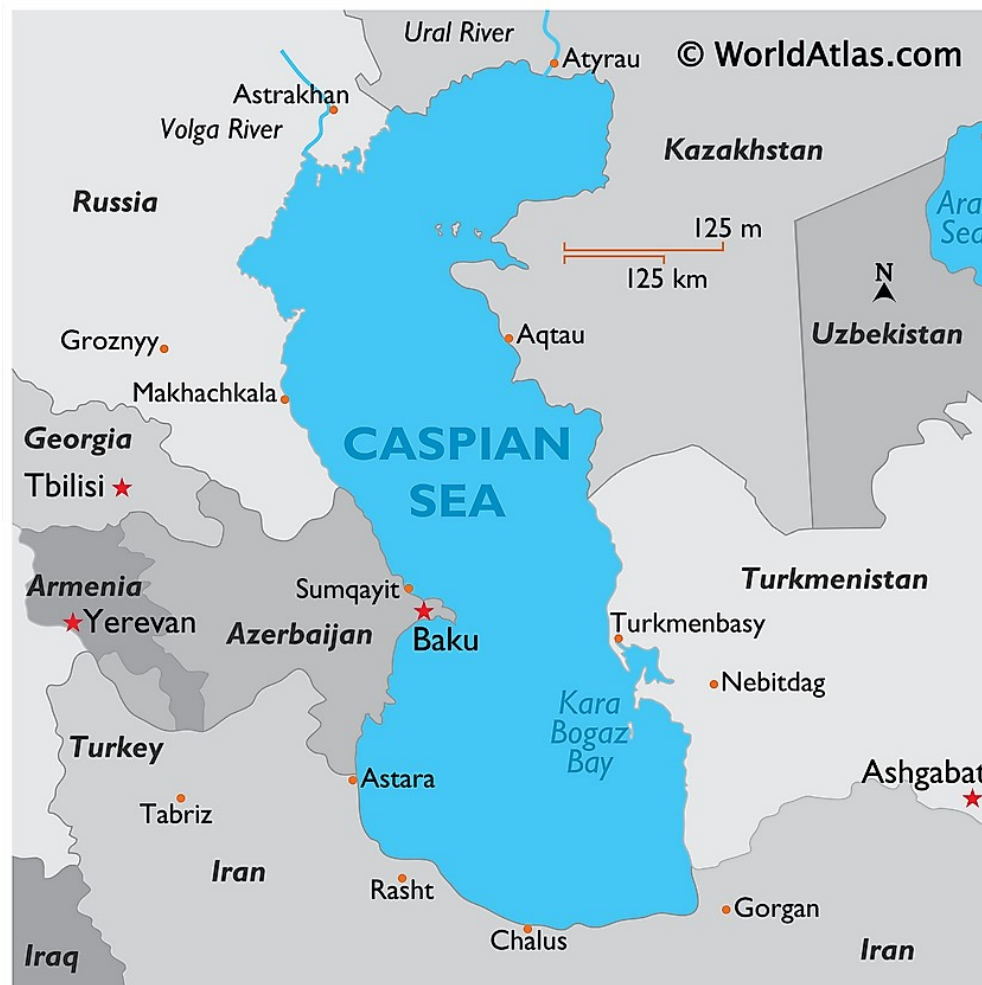 Ural River
Atyrau
© WorldAtlas.com
Astrakhan
Volga River
Kazakhstan
Russia
Ara
Sea
125 m
125 km
N
Uzbekistan
Groznyy
Aqtau
Makhachkala
Georgia
CASPIAN
SEA
Tbilisi
Armenia
Yerevan
Sumqayit
Azerbaijan
Baku
Turkmenistan
Turkmenbasy
Nebitdag
Kara
Bogaz
Bay
Turkey
Astara
Ashgabat
Tabriz
Iran
Rasht
Gorgan
Chalus
Iraq
Iran